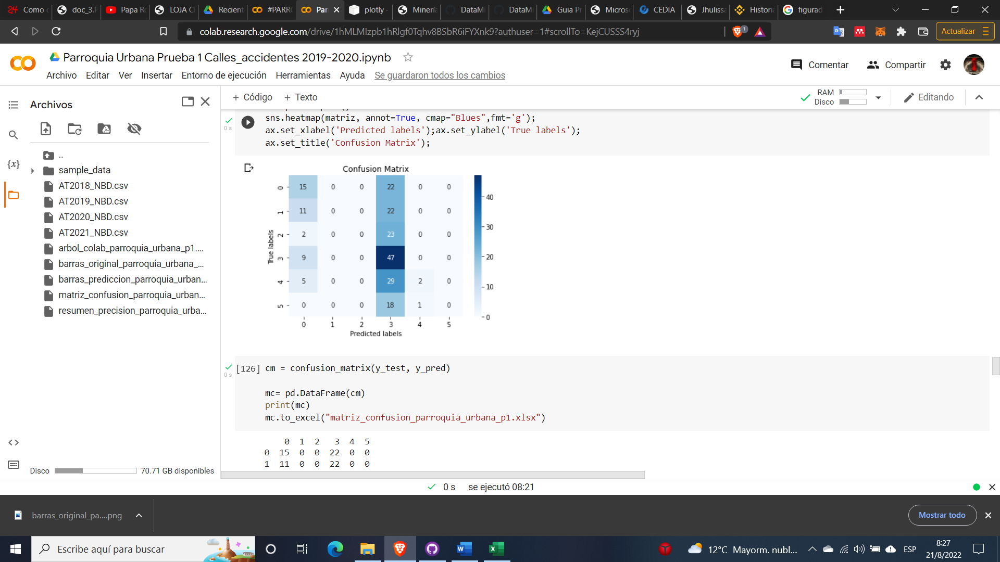 Como
doc_3.P
Papa R
LOJA C
Recient
#PARR
Par
plotly
Minería
DataMi
DataMi
Guia Pr
Micros
CEDIA
Jhuliss
Histori
figurad
colab.research.google.com/drive/1hMLMIzpb1hRlgf0Tqhv8BSbR6iFYXnk9?authuser=1#scrollTo=KejCUSSS4ryj
1
Actualizar
Parroquia Urbana Prueba 1 Calles_accidentes 2019-2020.ipynb
Comentar
Compartir
Archivo Editar Ver Insertar Entorno de ejecución Herramientas Ayuda Se guardaron todos los cambios
Archivos
+ Código + Texto
RAM
Disco
Editando
..
sample_data
AT2018_NBD.csv
AT2019_NBD.csv
AT2020_NBD.csv
AT2021_NBD.csv
arbol_colab_parroquia_urbana_p1....
barras_original_parroquia_urbana_...
barras_prediccion_parroquia_urban...
matriz_confusion_parroquia_urban...
resumen_precision_parroquia_urba...
Disco 70.71 GB disponibles
0 s
sns.heatmap(matriz, annot=True, cmap="Blues",fmt='g');
ax.set_xlabel('Predicted labels');ax.set_ylabel('True labels');
ax.set_title('Confusion Matrix');
Confusion Matrix
True labels
0 15 0 0 22 0 0
1 11 0 0 22 0 0
2 2 0 0 23 0 0
3 9 0 0 47 0 0
4 5 0 0 29 2 0
5 0 0 0 18 1 0
0 1 2 3 4 5
Predicted labels
40
30
20
10
0
0 s
[126] cm = confusion_matrix(y_test, y_pred)
mc= pd.DataFrame(cm)
print(mc)
mc.to_excel("matriz_confusion_parroquia_urbana_p1.xlsx")
0 1 2 3 4 5
0 15 0 0 22 0 0
1 11 0 0 22 0 0
0 s se ejecutó 08:21
barras_original_pa....png
Mostrar todo
Escribe aquí para buscar
12°C Mayorm. nubl...
ESP
8:27
21/8/2022